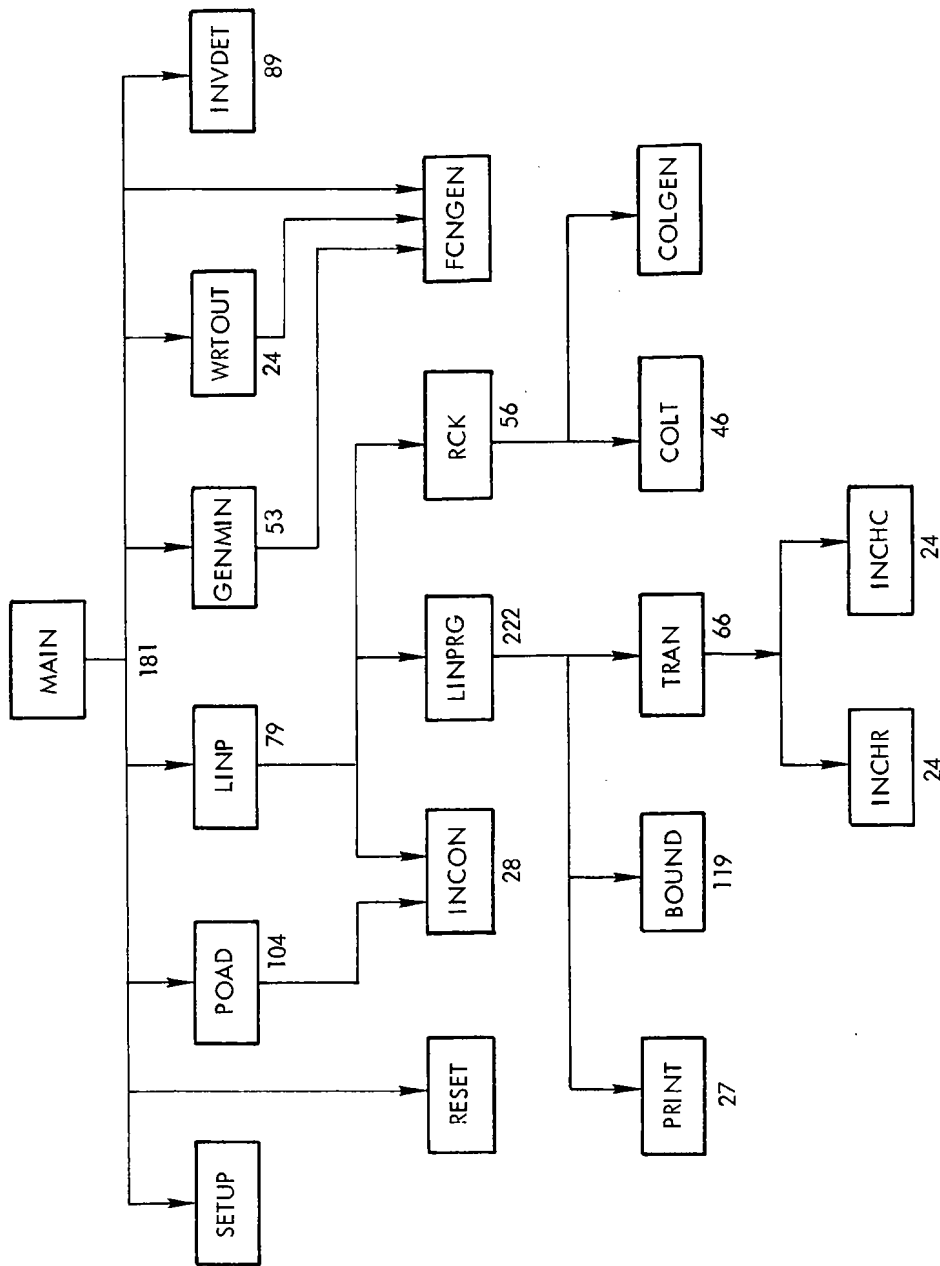 MAIN
181
SETUP
POAD
104
LINP
79
GENMIN
53
WRTOUT
24
INVDET
89
RESET
INCON
28
LINPRG
222
RCK
56
FCNGEN
PRINT
27
BOUND
119
TRAN
66
COLT
46
COLGEN
INCHR
24
INCHC
24